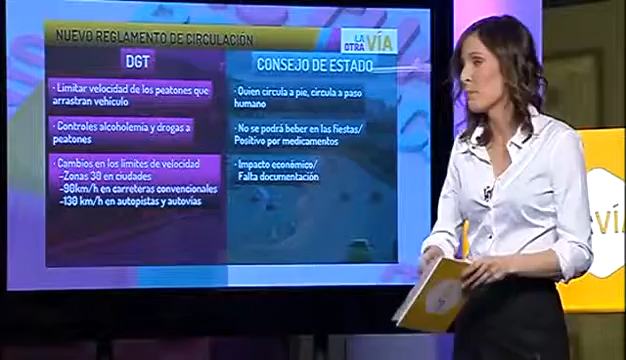 NUEVO REGLAMENTO DE CIRCULACIÓN
LA OTRA VÍA
DGT
· Limitar velocidad de los peatones que
arrastran vehículo
· Controles alcoholemia y drogas a
peatones
· Cambios en los límites de velocidad
-Zonas 30 en ciudades
-90km/h en carreteras convencionales
-130 km/h en autopistas y autovías
CONSEJO DE ESTADO
· Quien circula a pie, circula a paso
humano
· No se podrá beber en las fiestas/
Positivo por medicamentos
· Impacto económico/
Falta documentación
VÍA